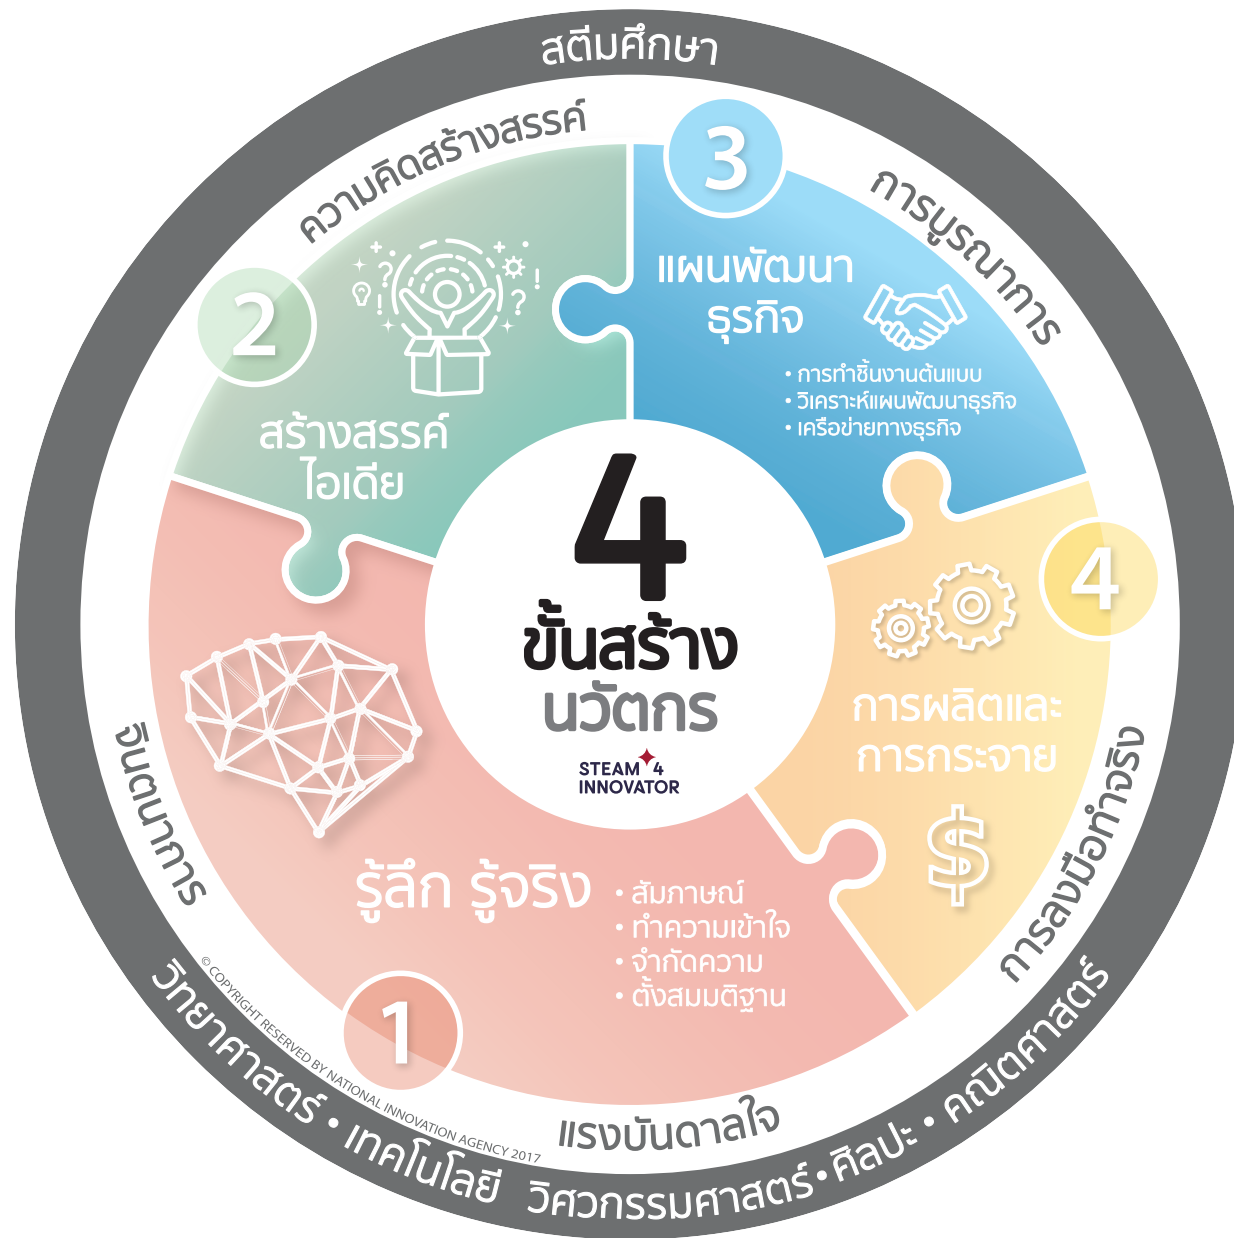 สตีมศึกษา
ความคิดสร้างสรรค์
การบูรณาการ
3
แผนพัฒนา
ธุรกิจ
• การทำชิ้นงานต้นแบบ
• วิเคราะห์แผนพัฒนาธุรกิจ
• เครือข่ายทางธุรกิจ
2
สร้างสรรค์
ไอเดีย
4
ขั้นสร้าง
นวัตกร
STEAM 4
INNOVATOR
4
การผลิตและ
การกระจาย
$
จินตนาการ
การลงมือทำจริง
รู้ลึก รู้จริง
• สัมภาษณ์
• ทำความเข้าใจ
• จำกัดความ
• ตั้งสมมติฐาน
1
แรงบันดาลใจ
© COPYRIGHT RESERVED BY NATIONAL INNOVATION AGENCY 2017
วิทยาศาสตร์ • เทคโนโลยี วิศวกรรมศาสตร์ • ศิลปะ • คณิตศาสตร์